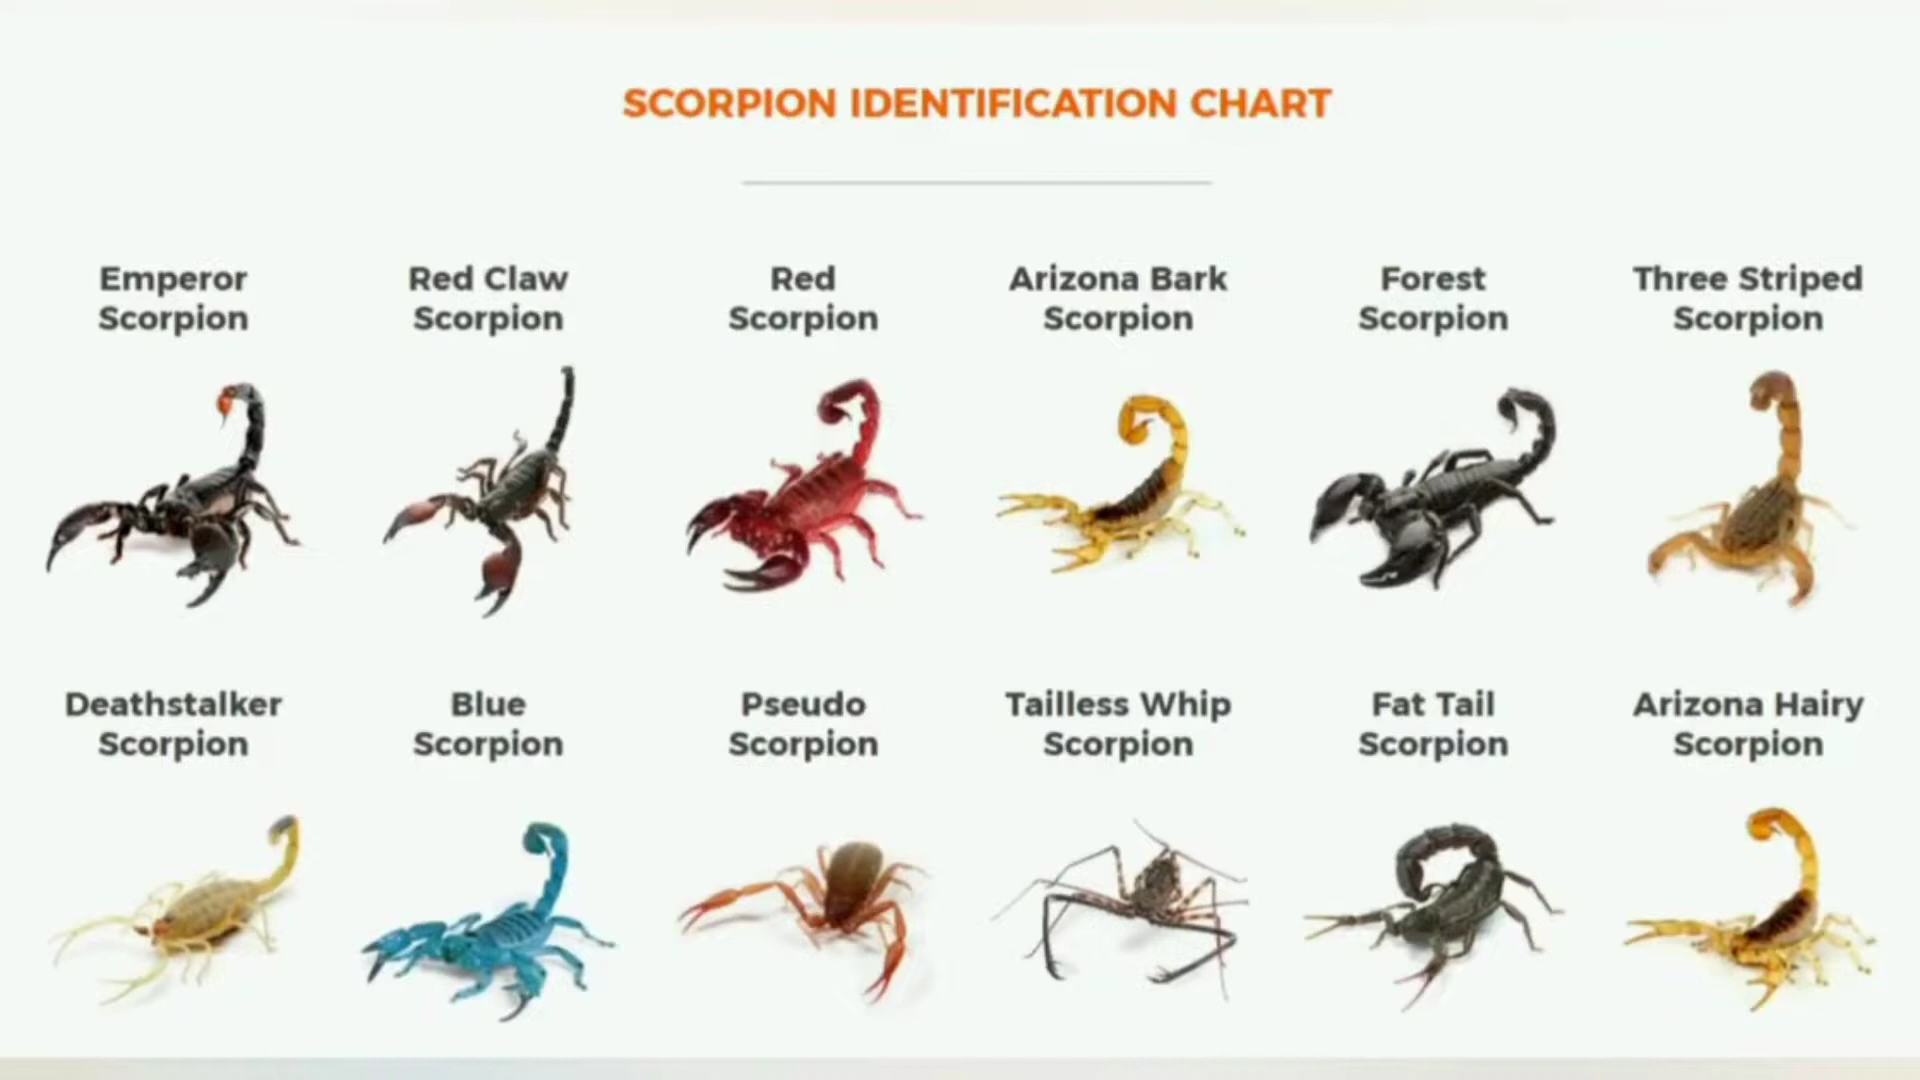 SCORPION IDENTIFICATION CHART
Emperor
Scorpion
Red Claw
Scorpion
Red
Scorpion
Arizona Bark
Scorpion
Forest
Scorpion
Three Striped
Scorpion
Deathstalker
Scorpion
Blue
Scorpion
Pseudo
Scorpion
Tailless Whip
Scorpion
Fat Tail
Scorpion
Arizona Hairy
Scorpion